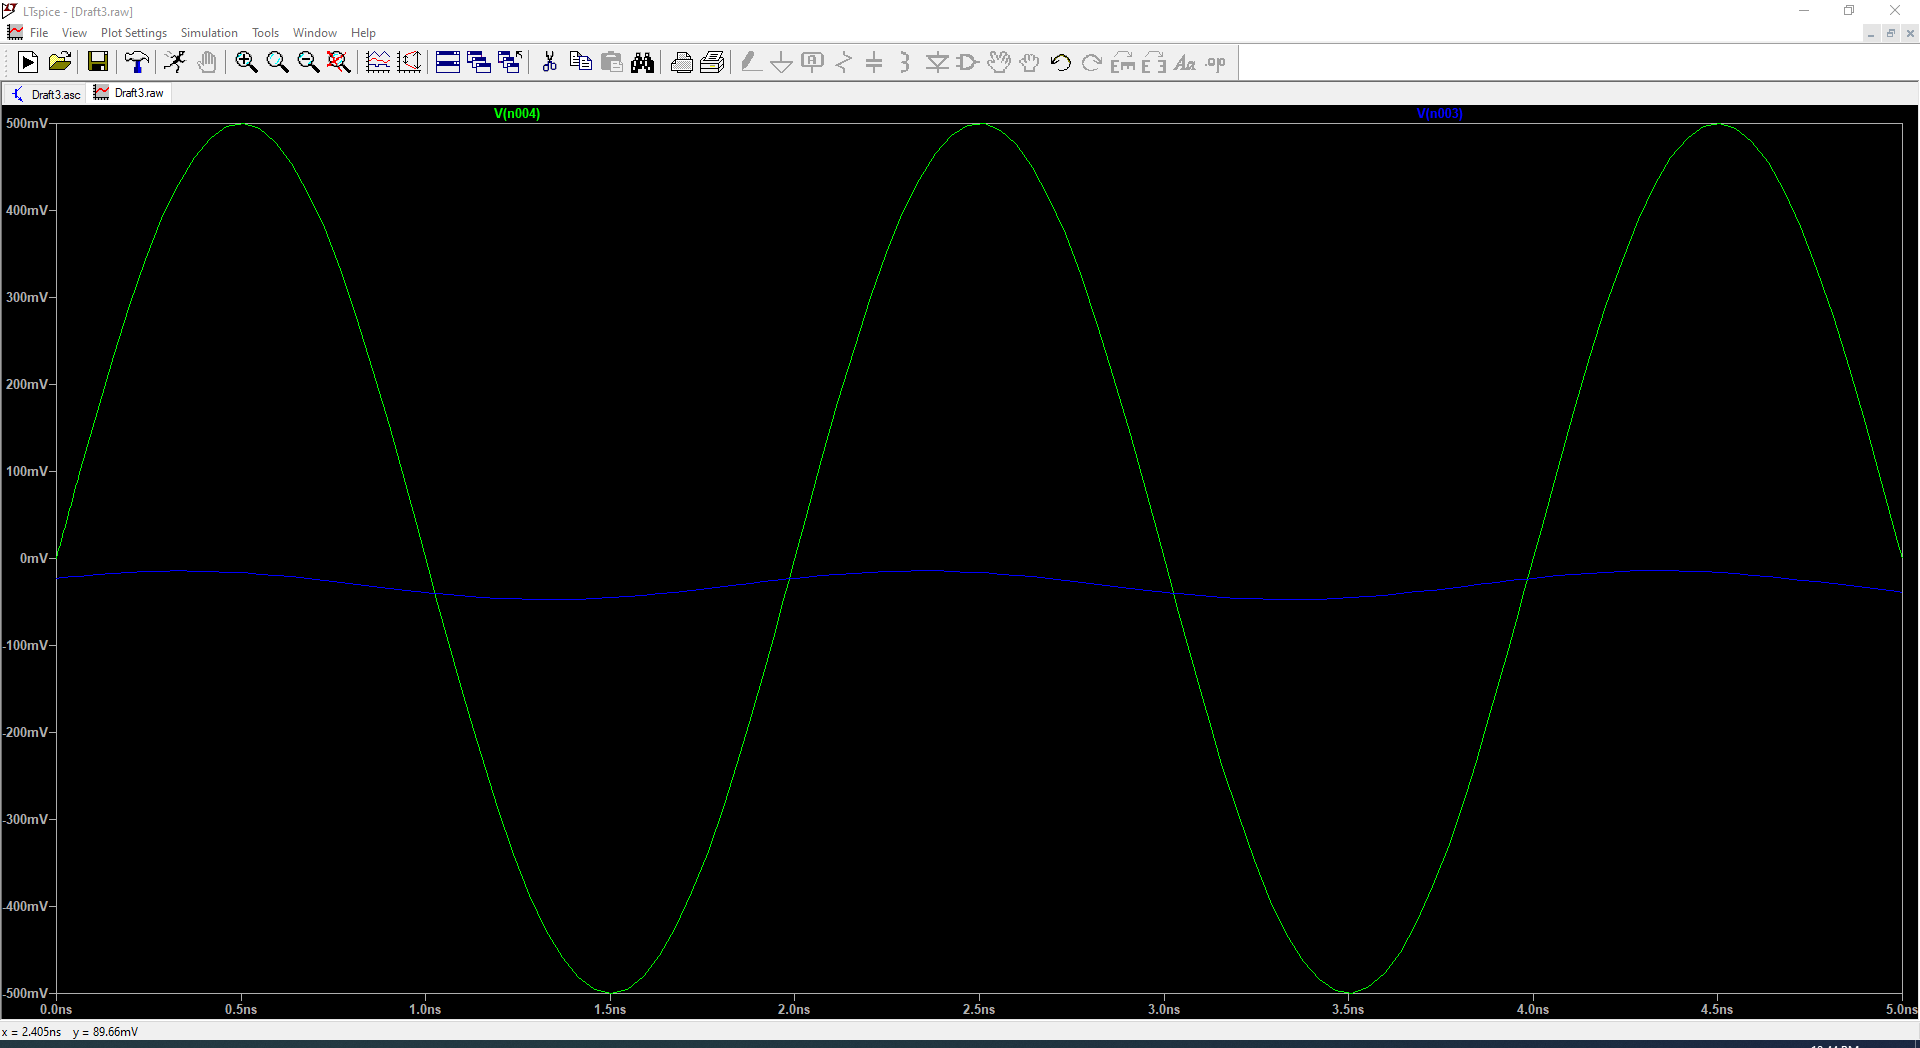 LTspice - [Draft3.raw]
File View Plot Settings Simulation Tools Window Help
Draft3.asc Draft3.raw
V(n004) V(n003)
500mV
400mV
300mV
200mV
100mV
0mV
-100mV
-200mV
-300mV
-400mV
-500mV
0.0ns 0.5ns 1.0ns 1.5ns 2.0ns 2.5ns 3.0ns 3.5ns 4.0ns 4.5ns 5.0ns
x = 2.405ns y = 89.66mV